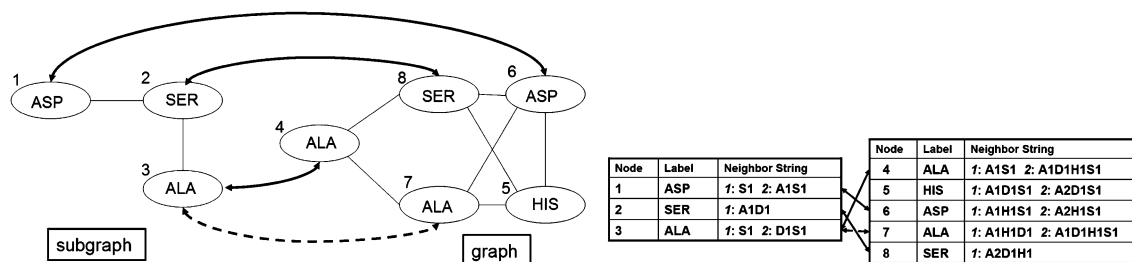 1
ASP
2
SER
3
ALA
4
ALA
8
SER
6
ASP
7
ALA
5
HIS
subgraph
graph
Node Label Neighbor String
1 ASP 1: S1 2: A1S1
2 SER 1: A1D1
3 ALA 1: S1 2: D1S1
Node Label Neighbor String
4 ALA 1: A1S1 2: A1D1H1S1
5 HIS 1: A1D1S1 2: A2D1S1
6 ASP 1: A1H1S1 2: A2H1S1
7 ALA 1: A1H1D1 2: A1D1H1S1
8 SER 1: A2D1H1